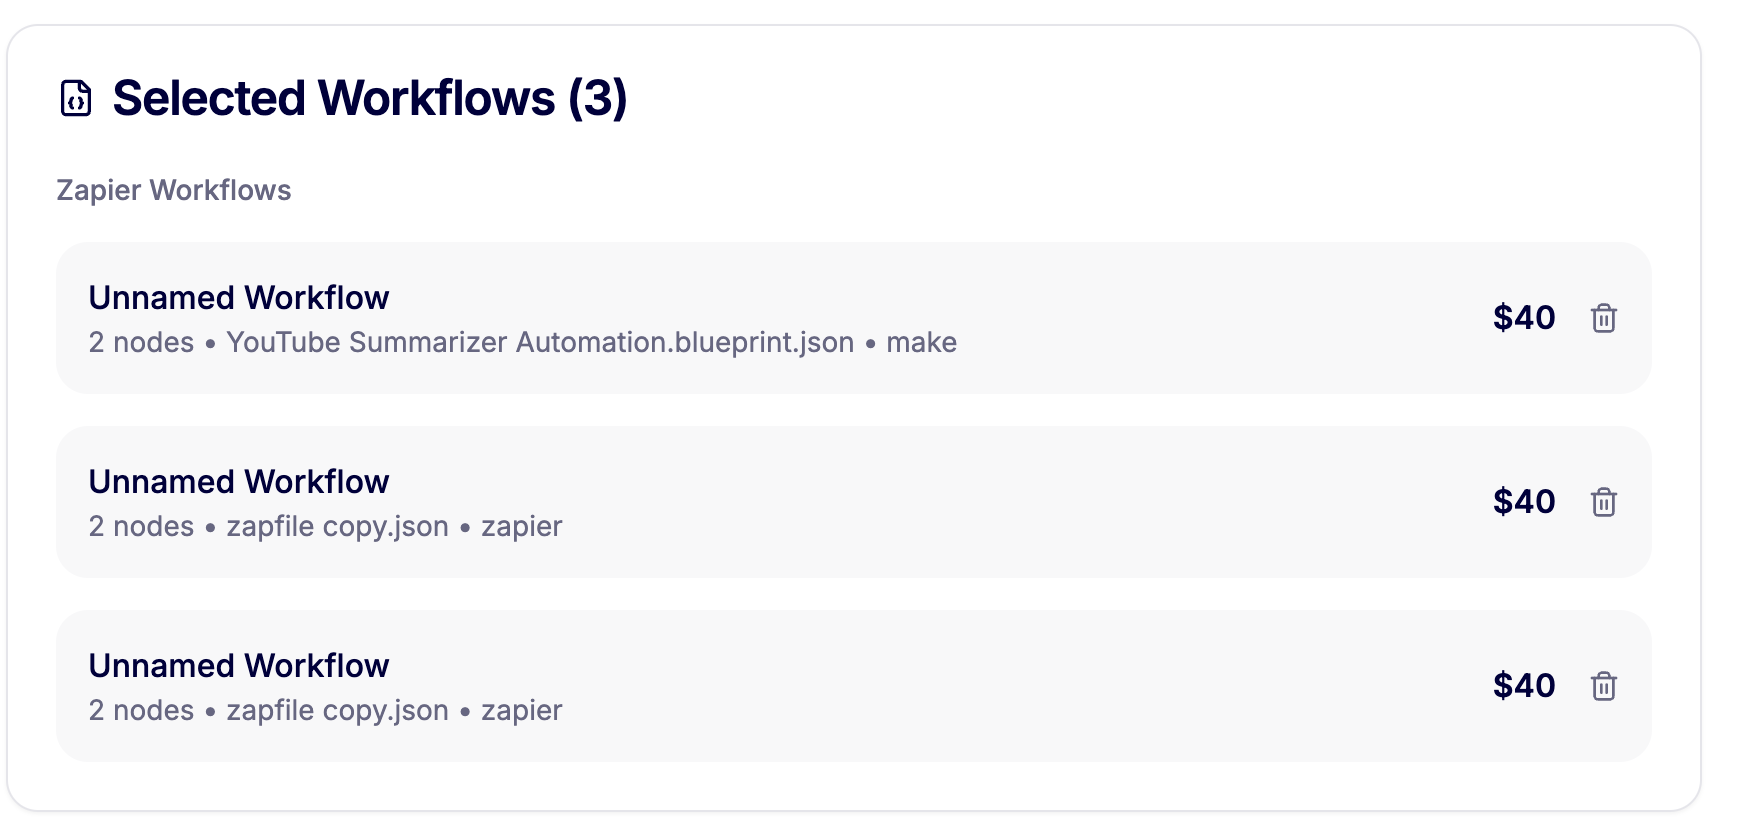 Selected Workflows (3)
Zapier Workflows
Unnamed Workflow
2 nodes • YouTube Summarizer Automation.blueprint.json • make
$40
Unnamed Workflow
2 nodes • zapfile copy.json • zapier
$40
Unnamed Workflow
2 nodes • zapfile copy.json • zapier
$40